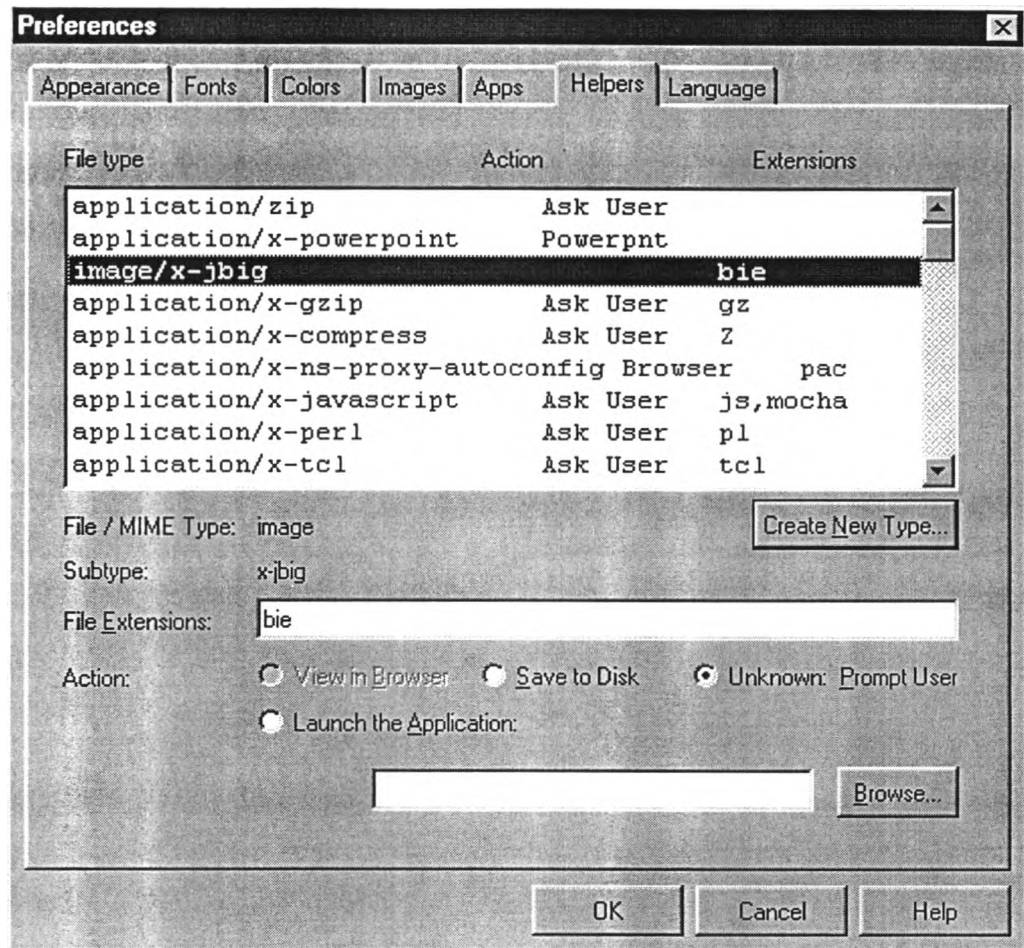 Preferences
Appearance Fonts Colors Images Apps Helpers Language
File type Action Extensions
application/zip Ask User
application/x-powerpoint Powerpnt
image/x-jbig bie
application/x-gzip Ask User gz
application/x-compress Ask User Z
application/x-ns-proxy-autoconfig Browser pac
application/x-javascript Ask User js,mocha
application/x-perl Ask User pl
application/x-tcl Ask User tcl
File / MIME Type: image Create New Type...
Subtype: x-jbig
File Extensions: bie
Action: View in Browser Save to Disk Unknown: Prompt User
Launch the Application:
Browse...
OK Cancel Help